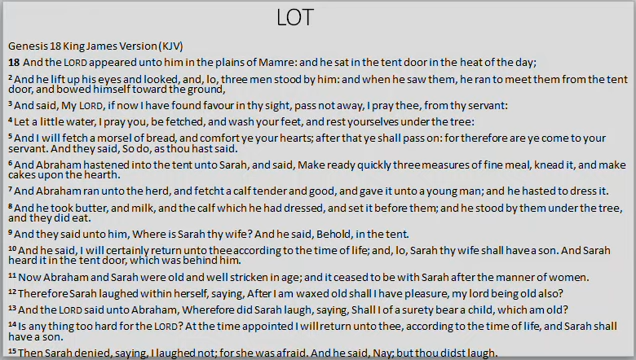 LOT
Genesis 18 King James Version (KJV)
18 And the LORD appeared unto him in the plains of Mamre: and he sat in the tent door in the heat of the day;
2 And he lift up his eyes and looked, and, lo, three men stood by him: and when he saw them, he ran to meet them from the tent
door, and bowed himself toward the ground,
3 And said, My LORD, if now I have found favour in thy sight, pass not away, I pray thee, from thy servant:
4 Let a little water, I pray you, be fetched, and wash your feet, and rest yourselves under the tree:
5 And I will fetch a morsel of bread, and comfort ye your hearts; after that ye shall pass on: for therefore are ye come to your
servant. And they said, So do, as thou hast said.
6 And Abraham hastened into the tent unto Sarah, and said, Make ready quickly three measures of fine meal, knead it, and make
cakes upon the hearth.
7 And Abraham ran unto the herd, and fetcht a calf tender and good, and gave it unto a young man; and he hasted to dress it.
8 And he took butter, and milk, and the calf which he had dressed, and set it before them; and he stood by them under the tree,
and they did eat.
9 And they said unto him, Where is Sarah thy wife? And he said, Behold, in the tent.
10 And he said, I will certainly return unto thee according to the time of life; and, lo, Sarah thy wife shall have a son. And Sarah
heard it in the tent door, which was behind him.
11 Now Abraham and Sarah were old and well stricken in age; and it ceased to be with Sarah after the manner of women.
12 Therefore Sarah laughed within herself, saying, After I am waxed old shall I have pleasure, my lord being old also?
13 And the LORD said unto Abraham, Wherefore did Sarah laugh, saying, Shall I of a surety bear a child, which am old?
14 Is any thing too hard for the LORD? At the time appointed I will return unto thee, according to the time of life, and Sarah shall
have a son.
15 Then Sarah denied, saying, I laughed not; for she was afraid. And he said, Nay; but thou didst laugh.